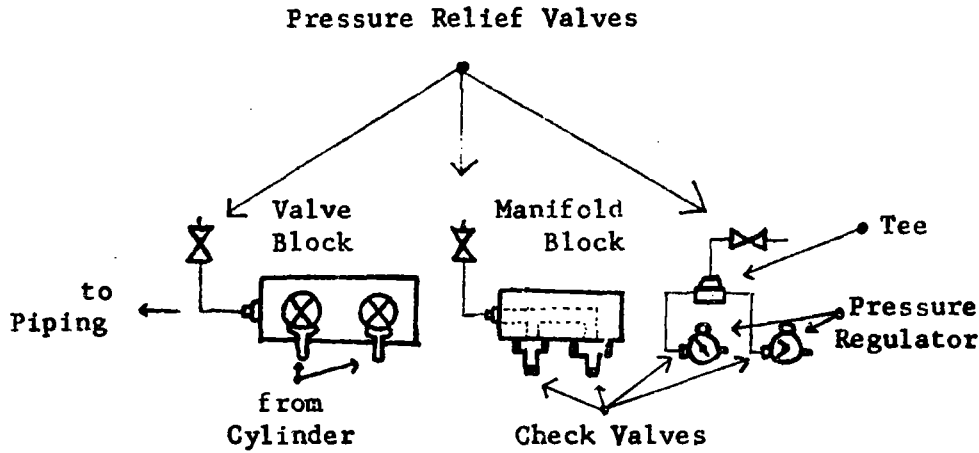 Pressure Relief Valves
Valve
Block
Manifold
Block
Tee
to
Piping
Pressure
Regulator
from
Cylinder
Check Valves